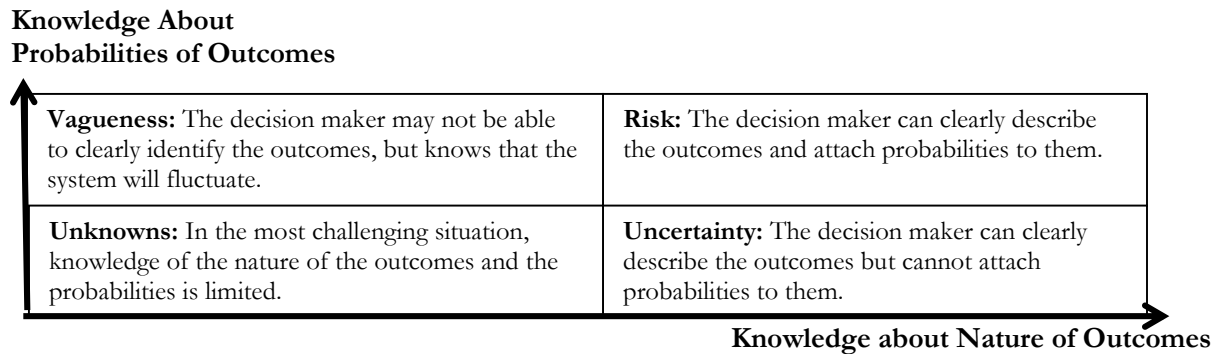 Knowledge About
Probabilities of Outcomes
Vagueness: The decision maker may not be able
to clearly identify the outcomes, but knows that the
system will fluctuate.
Risk: The decision maker can clearly describe
the outcomes and attach probabilities to them.
Unknowns: In the most challenging situation,
knowledge of the nature of the outcomes and the
probabilities is limited.
Uncertainty: The decision maker can clearly
describe the outcomes but cannot attach
probabilities to them.
Knowledge about Nature of Outcomes